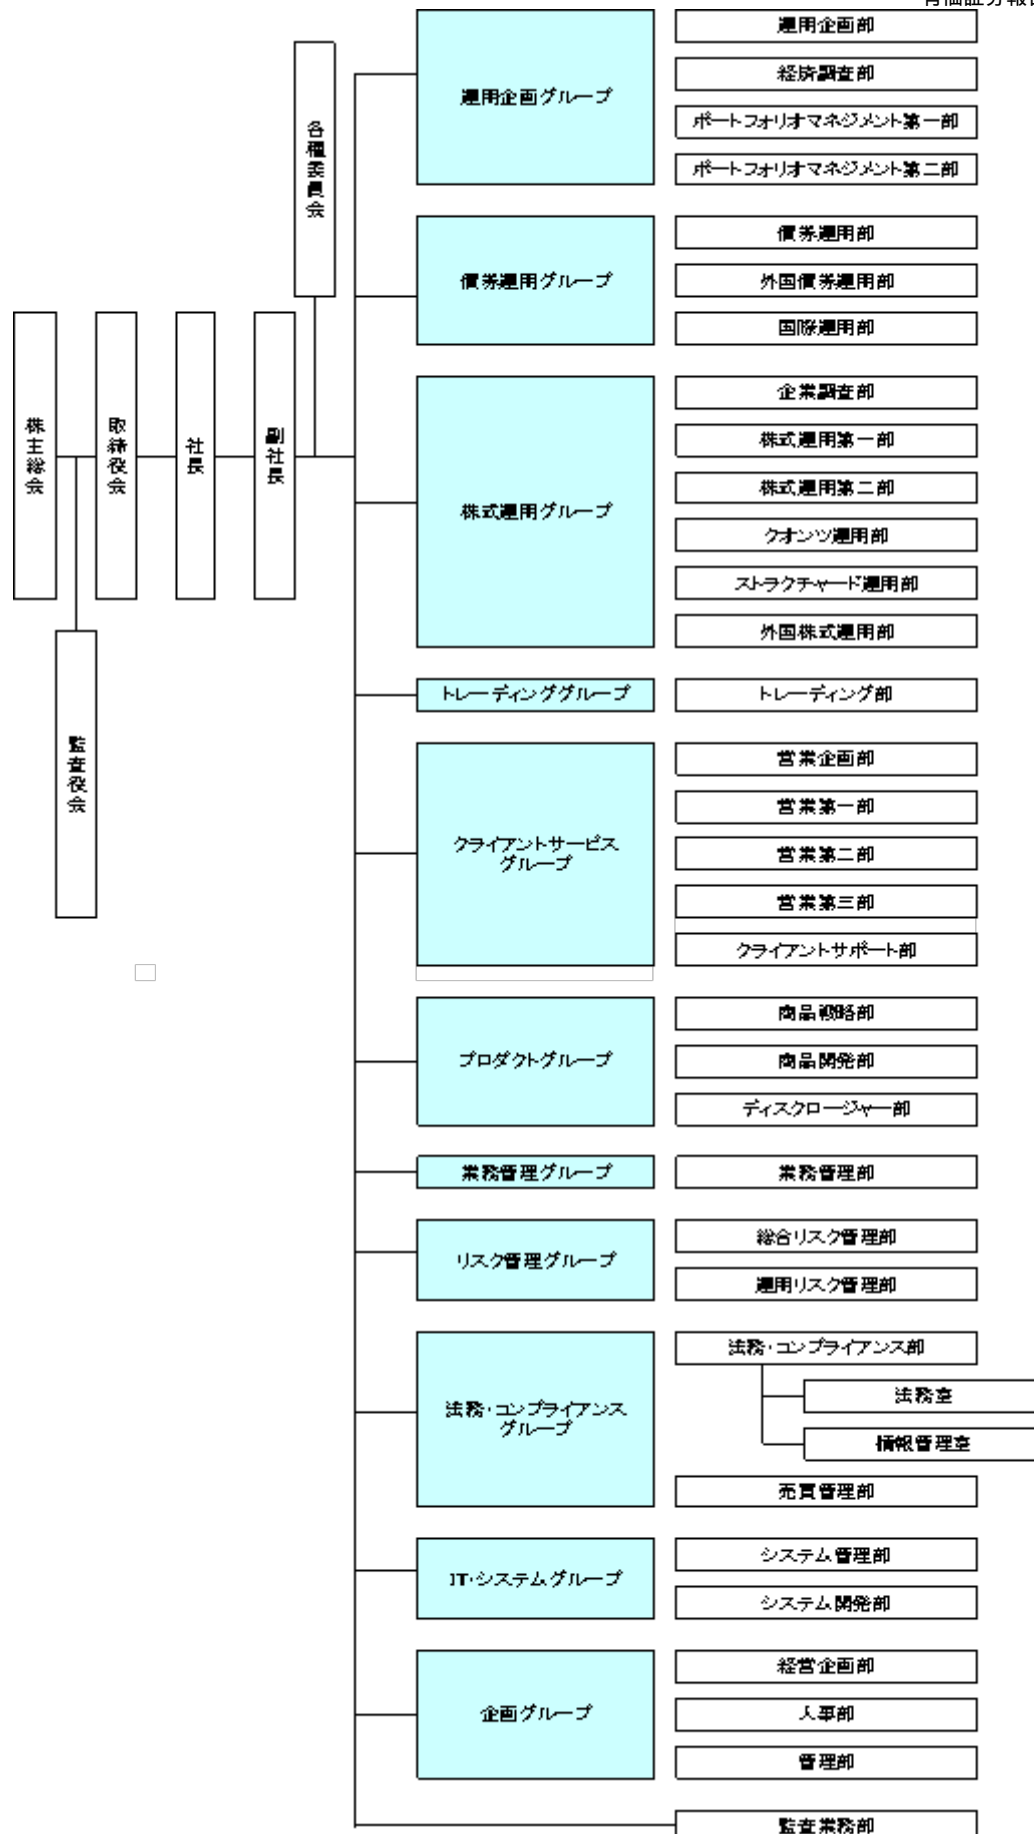 各種委員会
株主総会
取締役会
社長
副社長
監査役会
運用企画グループ
運用企画部
経済調査部
ポートフォリオマネジメント第一部
ポートフォリオマネジメント第二部
債券運用グループ
債券運用部
外国債券運用部
国際運用部
株式運用グループ
企業調査部
株式運用第一部
株式運用第二部
クオンツ運用部
ストラクチャード運用部
外国株式運用部
トレーディンググループ
トレーディング部
クライアントサービス
グループ
営業企画部
営業第一部
営業第二部
営業第三部
クライアントサポート部
プロダクトグループ
商品戦略部
商品開発部
ディスクロージャー部
業務管理グループ
業務管理部
リスク管理グループ
総合リスク管理部
運用リスク管理部
法務・コンプライアンス
グループ
法務・コンプライアンス部
法務室
情報管理室
売買管理部
IT・システムグループ
システム管理部
システム開発部
企画グループ
経営企画部
人事部
管理部
監査業務部